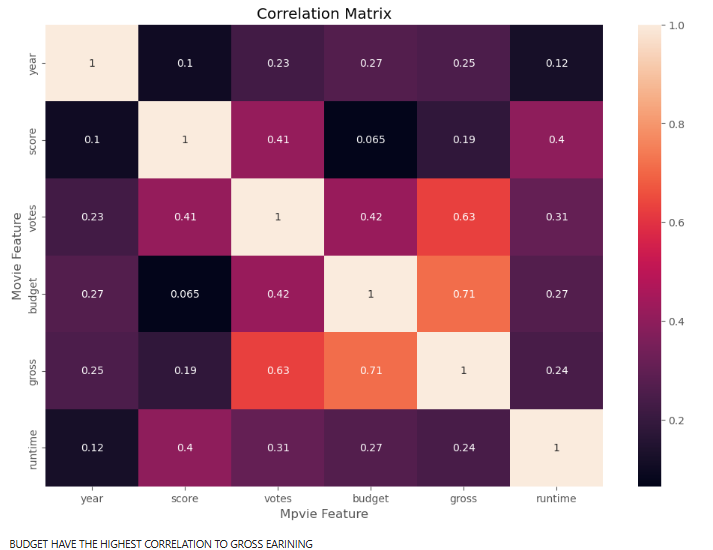 Correlation Matrix
1.0
year 1 0.1 0.23 0.27 0.25 0.12
0.8
score 0.1 1 0.41 0.065 0.19 0.4
votes 0.23 0.41 1 0.42 0.63 0.31
0.6
Movie Feature
budget 0.27 0.065 0.42 1 0.71 0.27
0.4
gross 0.25 0.19 0.63 0.71 1 0.24
0.2
runtime 0.12 0.4 0.31 0.27 0.24 1
year score votes budget gross runtime
Mpvie Feature
BUDGET HAVE THE HIGHEST CORRELATION TO GROSS EARINING